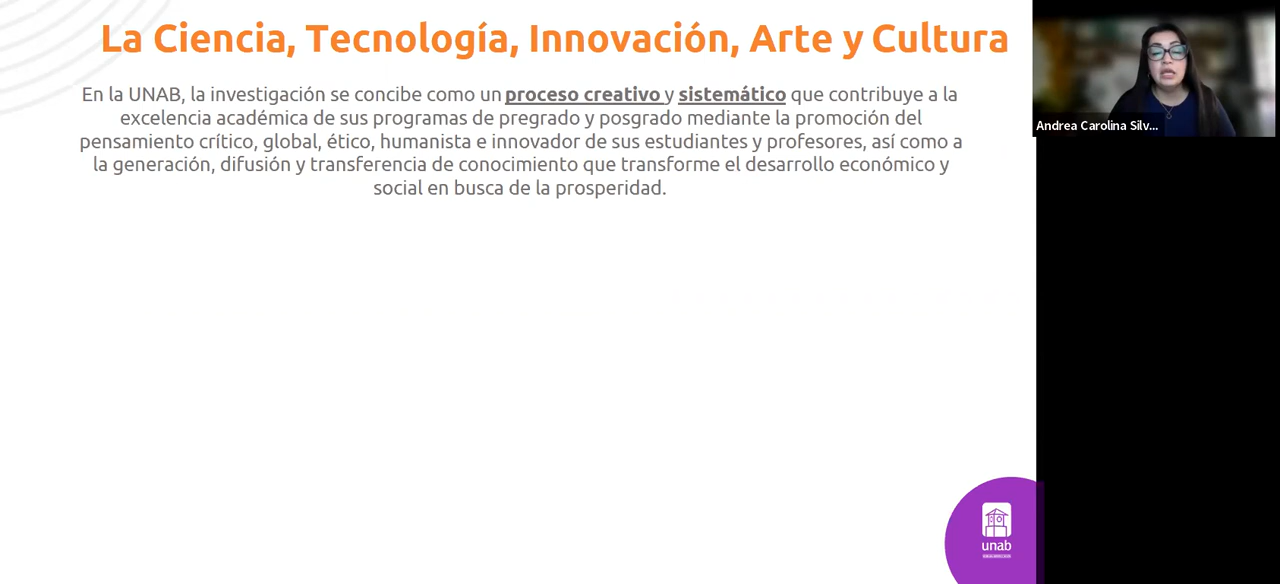 La Ciencia, Tecnología, Innovación, Arte y Cultura
En la UNAB, la investigación se concibe como un proceso creativo y sistemático que contribuye a la
excelencia académica de sus programas de pregrado y posgrado mediante la promoción del
pensamiento crítico, global, ético, humanista e innovador de sus estudiantes y profesores, así como a
la generación, difusión y transferencia de conocimiento que transforme el desarrollo económico y
social en busca de la prosperidad.
Andrea Carolina Silv...
unab